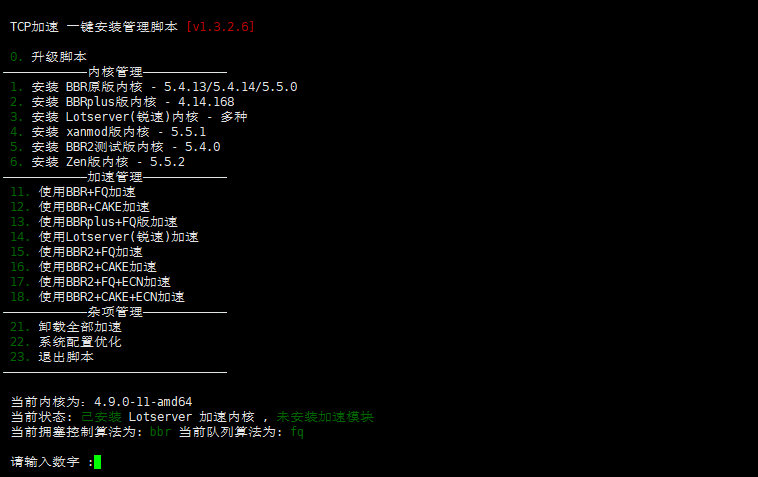 TCP加速 一键安装管理脚本 [v1.3.2.6]
0. 升级脚本
————————————内核管理————————————
1. 安装 BBR原版内核 - 5.4.13/5.4.14/5.5.0
2. 安装 BBRplus版内核 - 4.14.168
3. 安装 Lotserver(锐速)内核 - 多种
4. 安装 xanmod版内核 - 5.5.1
5. 安装 BBR2测试版内核 - 5.4.0
6. 安装 Zen版内核 - 5.5.2
————————————加速管理————————————
11. 使用BBR+FQ加速
12. 使用BBR+CAKE加速
13. 使用BBRplus+FQ版加速
14. 使用Lotserver(锐速)加速
15. 使用BBR2+FQ加速
16. 使用BBR2+CAKE加速
17. 使用BBR2+FQ+ECN加速
18. 使用BBR2+CAKE+ECN加速
————————————杂项管理————————————
21. 卸载全部加速
22. 系统配置优化
23. 退出脚本
————————————————————————————————
当前内核为：4.9.0-11-amd64
当前状态: 已安装 Lotserver 加速内核 , 未安装加速模块
当前拥塞控制算法为: bbr 当前队列算法为: fq
请输入数字 :